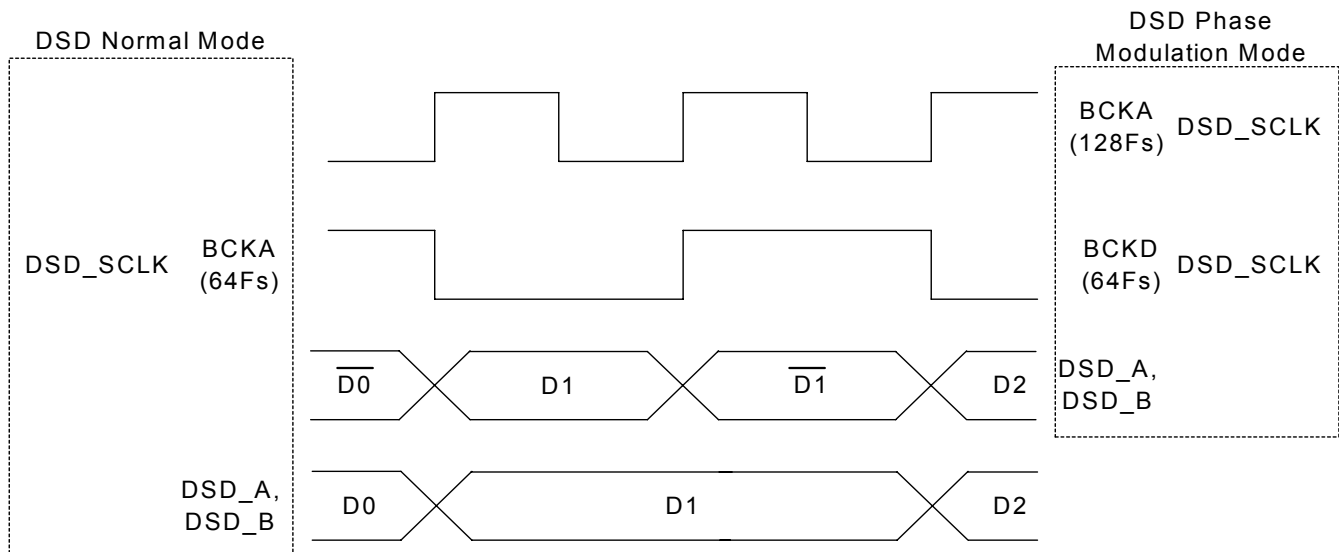 DSD Normal Mode
DSD Phase
Modulation Mode
BCKA
(128Fs)
DSD_SCLK
DSD_SCLK
BCKA
(64Fs)
BCKD
(64Fs)
DSD_SCLK
D0
D1
D1
D2
DSD_A,
DSD_B
DSD_A,
DSD_B
D0
D1
D2